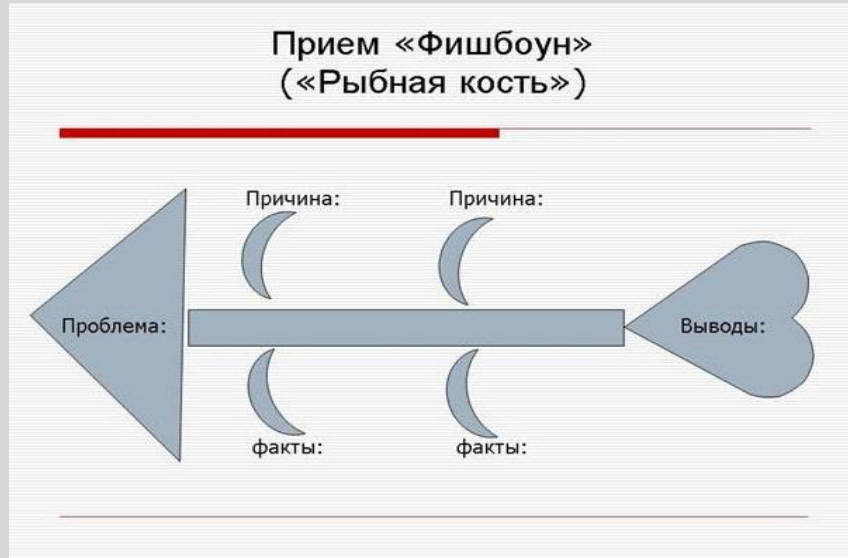 Прием «Фишбоун»
(«Рыбная кость»)
Причина:
Причина:
Проблема:
Выводы:
факты:
факты: